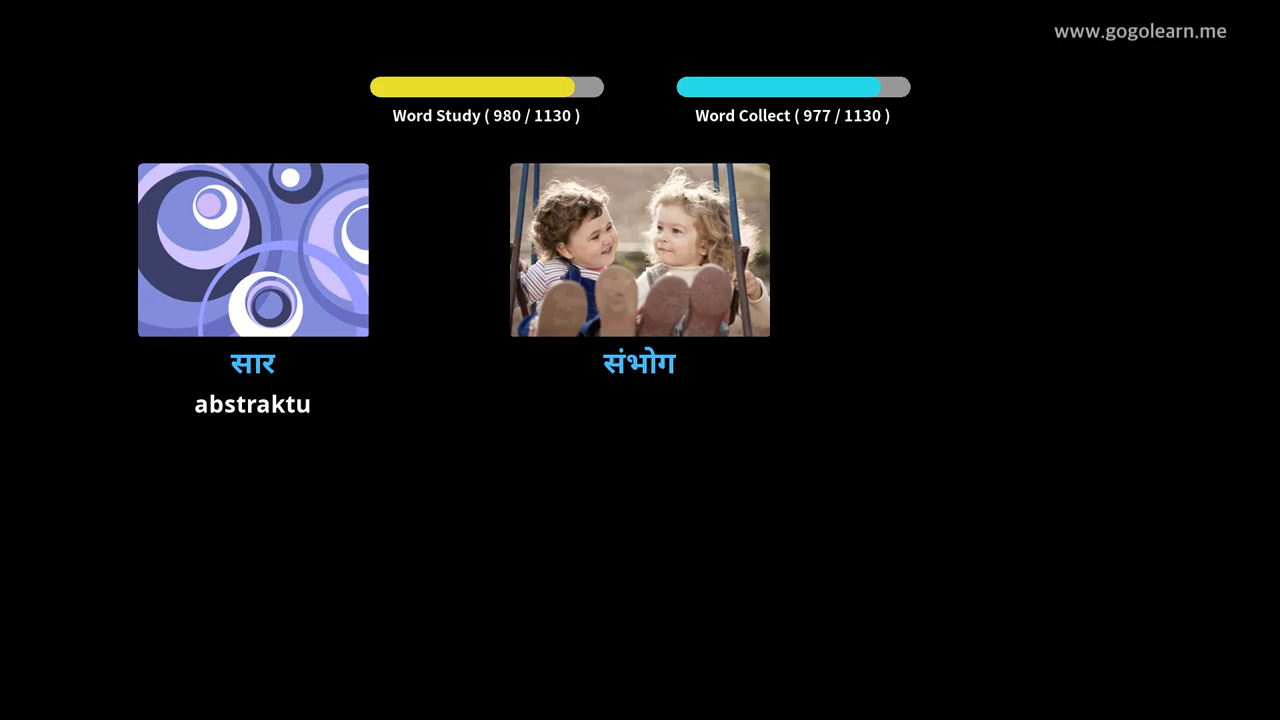 www.gogolearn.me
Word Study ( 980 / 1130 )
Word Collect ( 977 / 1130 )
सार
संभोग
abstraktu